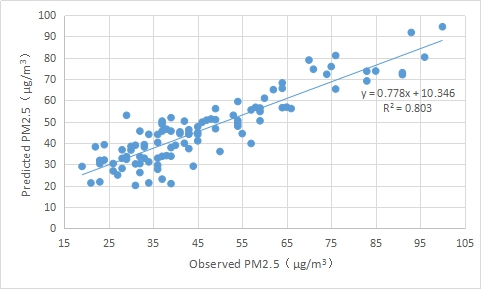 100
90
80
70
60
50
40
30
20
10
0
Predicted PM2.5（ μg/m³）
y = 0.778x + 10.346
R² = 0.803
15 25 35 45 55 65 75 85 95 105
Observed PM2.5（ μg/m³）